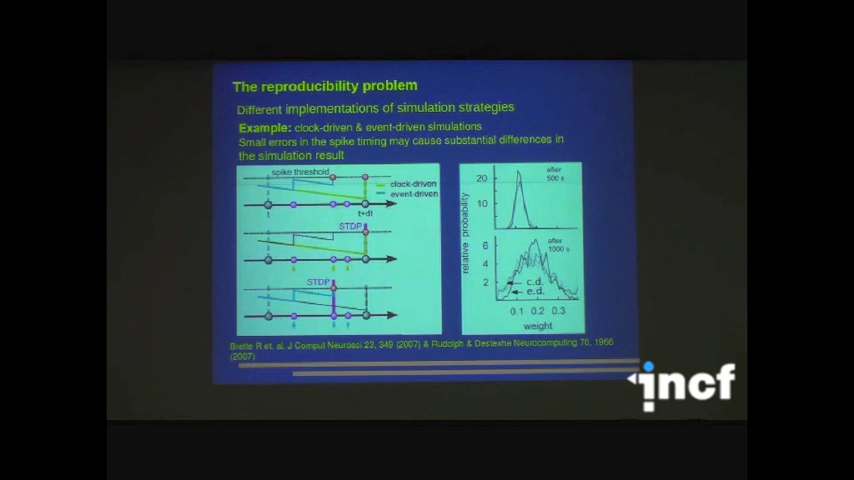 The reproducibility problem
Different implementations of simulation strategies
Example: clock-driven & event-driven simulations
Small errors in the spike timing may cause substantial differences in
the simulation result
spike threshold
clock-driven
event-driven
t
t+dt
STDP
STDP
20
10
after
500 s
relative probability
6
4
2
after
1000 s
c.d.
e.d.
0.1 0.2 0.3
weight
Brette R et. al, J Comput Neurosci 23, 349 (2007) & Rudolph & Destexhe Neurocomputing 70, 1966
(2007)
incf